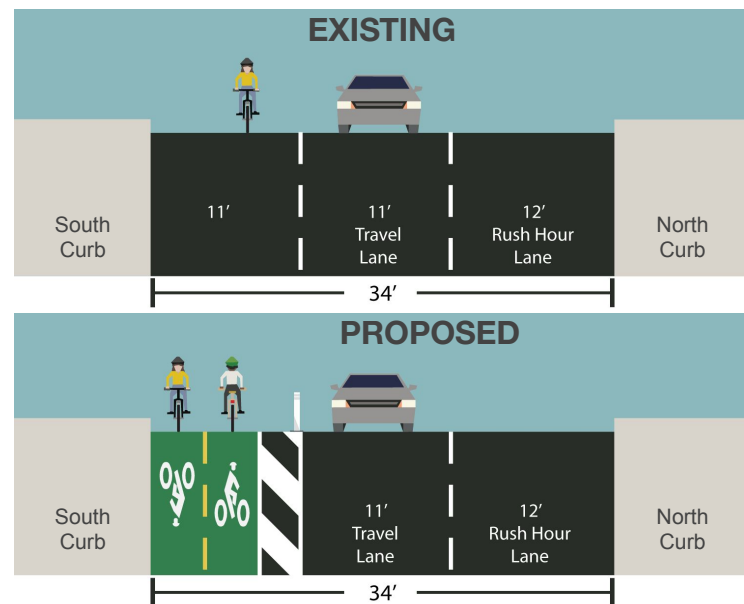 EXISTING
South
Curb
11'
11'
Travel
Lane
12'
Rush Hour
Lane
North
Curb
34'
PROPOSED
South
Curb
11'
Travel
Lane
12'
Rush Hour
Lane
North
Curb
34'